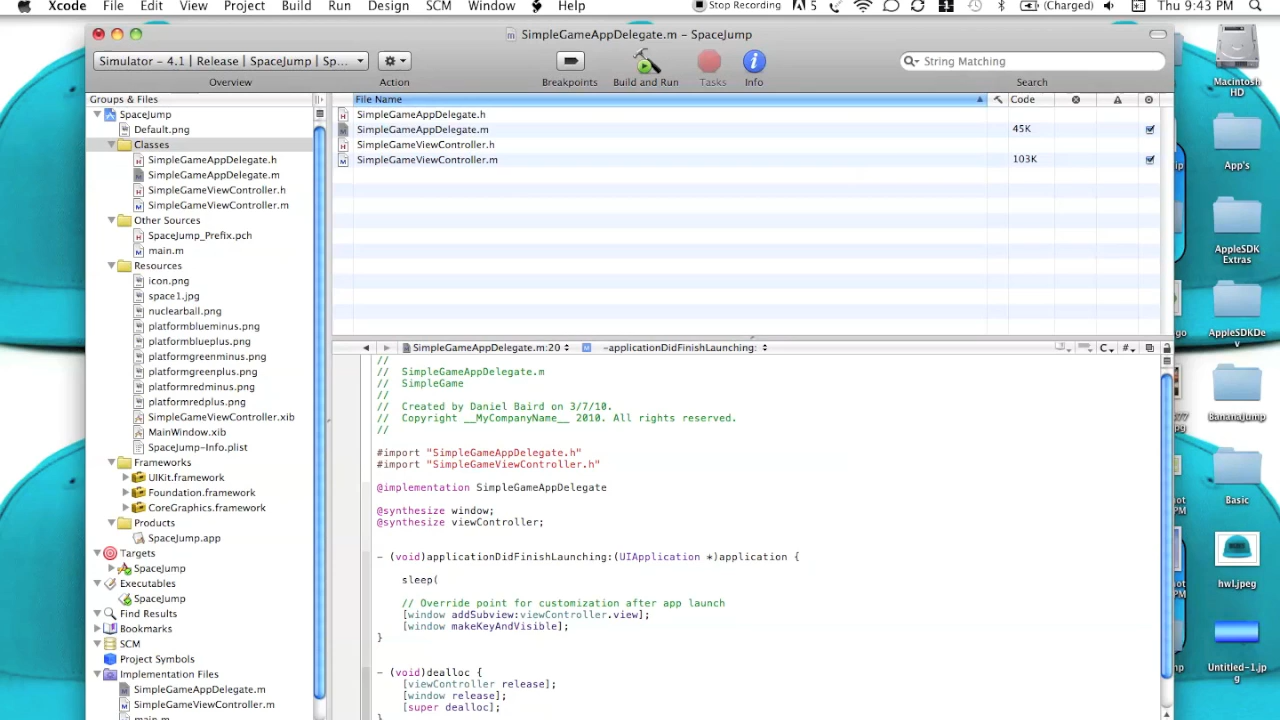 Xcode File Edit View Project Build Run Design SCM Window Help Stop Recording 5 1 (Charged) Thu 9:43 PM
SimpleGameAppDelegate.m - SpaceJump
Simulator - 4.1 | Release | SpaceJump | Sp...
String Matching
Overview Action Breakpoints Build and Run Tasks Info Search
Groups & Files
SpaceJump
Default.png
Classes
SimpleGameAppDelegate.h
SimpleGameAppDelegate.m
SimpleGameViewController.h
SimpleGameViewController.m
Other Sources
SpaceJump_Prefix.pch
main.m
Resources
icon.png
space1.jpg
nuclearball.png
platformblueminus.png
platformblueplus.png
platformgreenminus.png
platformgreenplus.png
platformredminus.png
platformredplus.png
SimpleGameViewController.xib
MainWindow.xib
SpaceJump-Info.plist
Frameworks
UIKit.framework
Foundation.framework
CoreGraphics.framework
Products
SpaceJump.app
Targets
SpaceJump
Executables
SpaceJump
Find Results
Bookmarks
SCM
Project Symbols
Implementation Files
SimpleGameAppDelegate.m
SimpleGameViewController.m
main.m
File Name Code
SimpleGameAppDelegate.h
SimpleGameAppDelegate.m 45K
SimpleGameViewController.h
SimpleGameViewController.m 103K
SimpleGameAppDelegate.m:20 -applicationDidFinishLaunching: C #
//
// SimpleGameAppDelegate.m
// SimpleGame
//
// Created by Daniel Baird on 3/7/10.
// Copyright __MyCompanyName__ 2010. All rights reserved.
//
#import "SimpleGameAppDelegate.h"
#import "SimpleGameViewController.h"
@implementation SimpleGameAppDelegate
@synthesize window;
@synthesize viewController;
- (void)applicationDidFinishLaunching:(UIApplication *)application {
sleep(
// Override point for customization after app launch
[window addSubview:viewController.view];
[window makeKeyAndVisible];
}
- (void)dealloc {
[viewController release];
[window release];
[super dealloc];
Macintosh
HD
App's
AppleSDK
Extras
AppleSDKDe
v
BananaJump
Basic
hwl.jpeg
Untitled-1.jp
g